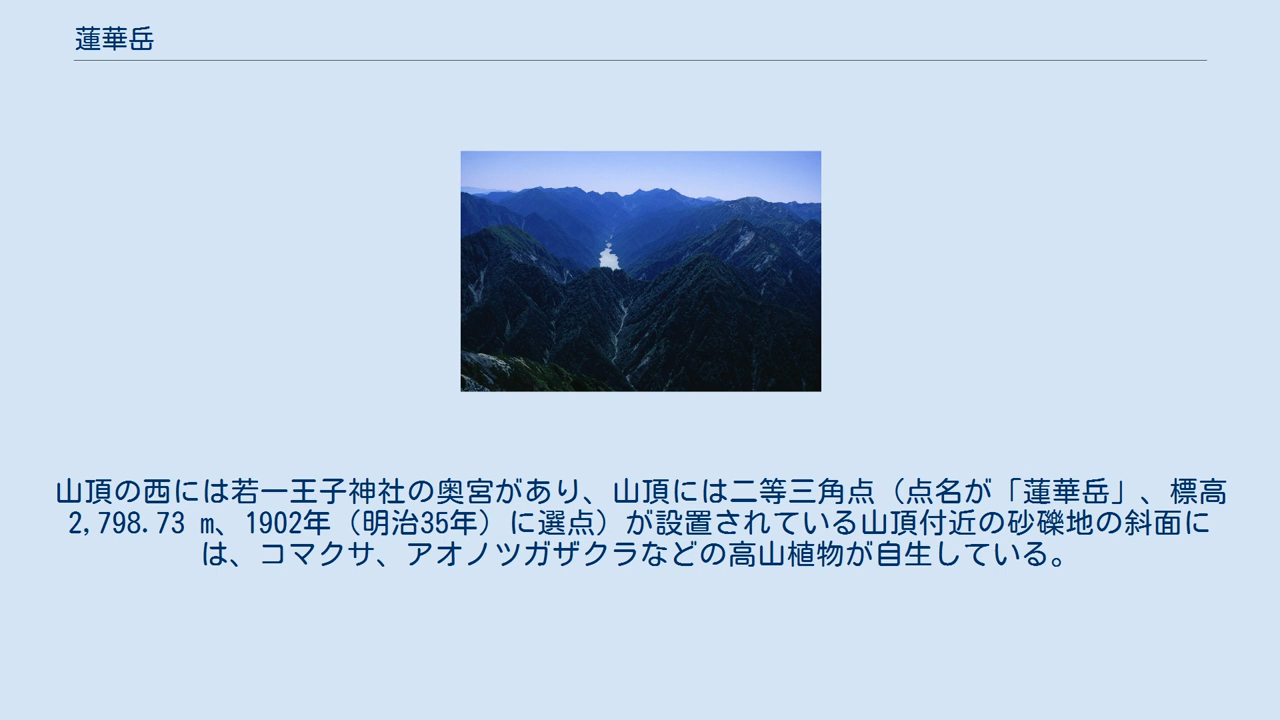 蓮華岳
山頂の西には若一王子神社の奥宮があり、山頂には二等三角点（点名が「蓮華岳」、標高
2,798.73 m、1902年（明治35年）に選点）が設置されている山頂付近の砂礫地の斜面に
は、コマクサ、アオノツガザクラなどの高山植物が自生している。